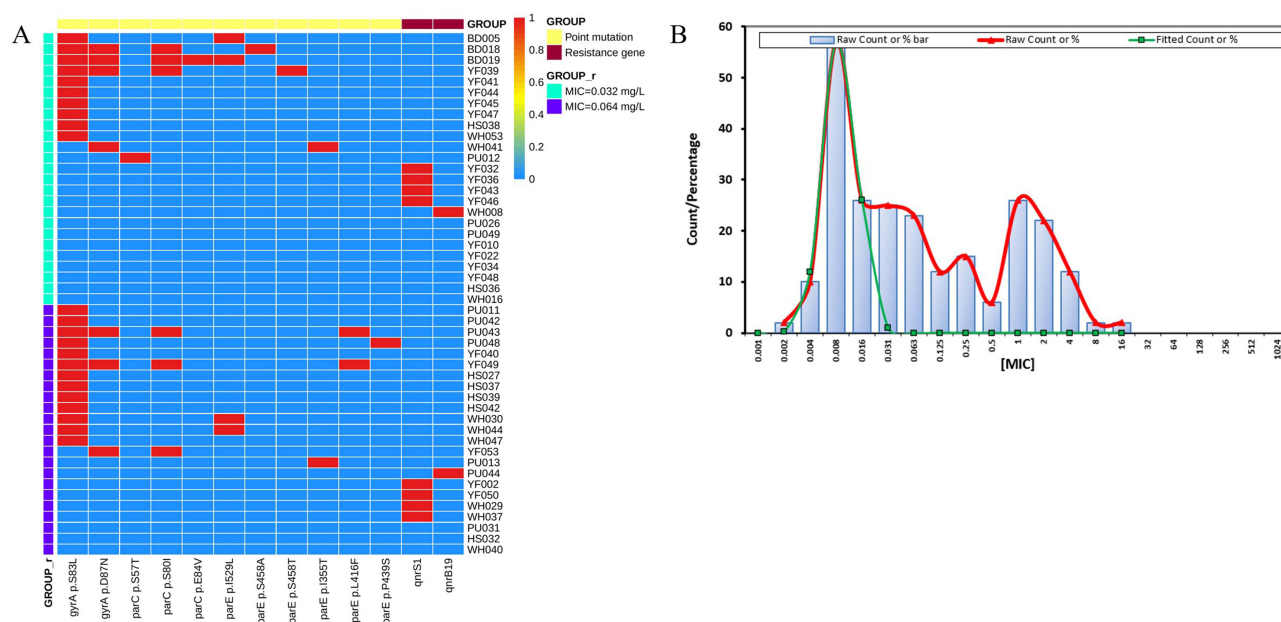 A
GROUP
BD005
BD018
BD019
YF039
YF041
YF044
YF045
YF047
HS038
WH053
WH041
PU012
YF032
YF036
YF043
YF046
WH008
PU026
PU049
YF010
YF022
YF034
YF048
HS036
WH016
PU011
PU042
PU043
PU048
YF040
YF049
HS027
HS037
HS039
HS042
WH030
WH044
WH047
YF053
PU013
PU044
YF002
YF050
WH029
WH037
PU031
HS032
WH040
GROUP_r
gyrA p.S83L
gyrA p.D87N
parC p.S57T
parC p.S80I
parC p.E84V
parE p.I529L
parE p.S458A
parE p.S458T
parE p.I355T
parE p.L416F
parE p.P439S
qnrS1
qnrB19
1
0.8
0.6
0.4
0.2
0
GROUP
Point mutation
Resistance gene
GROUP_r
MIC=0.032 mg/L
MIC=0.064 mg/L
B
Raw Count or % bar
Raw Count or %
Fitted Count or %
Count/Percentage
60
50
40
30
20
10
0
0.001
0.002
0.004
0.008
0.016
0.031
0.063
0.125
0.25
0.5
1
2
4
8
16
32
64
128
256
512
1024
[MIC]